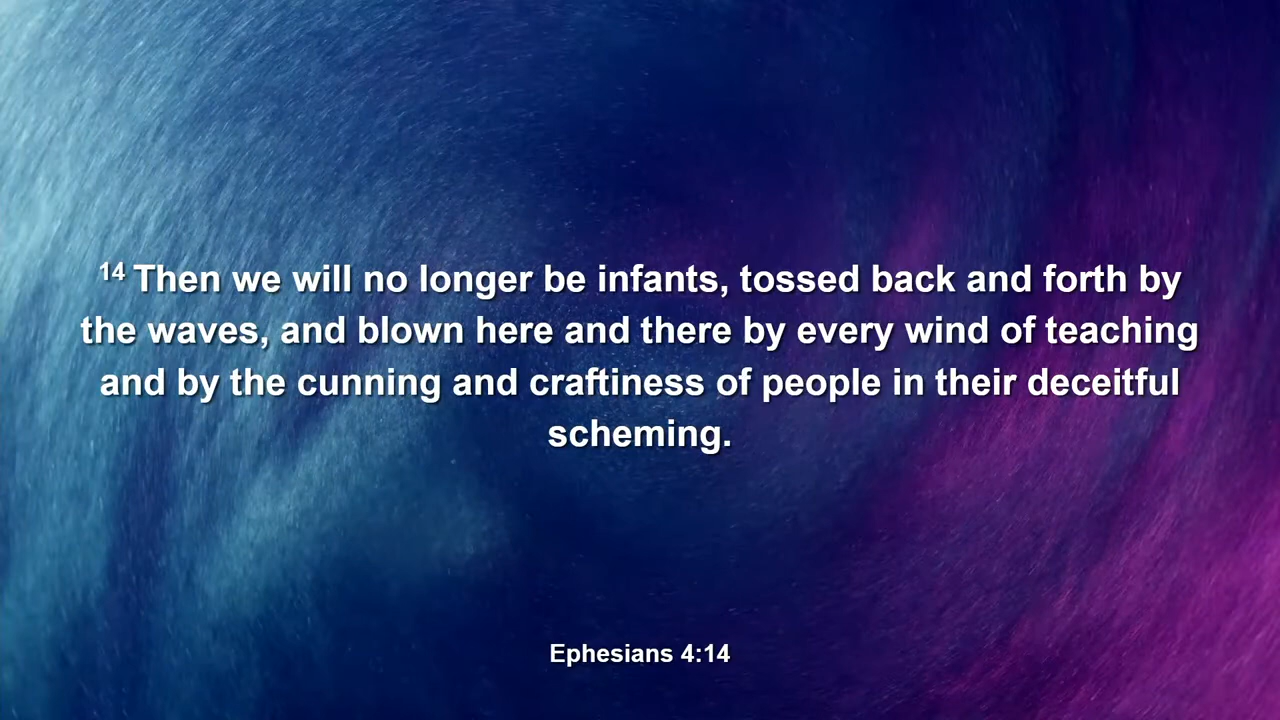 14 Then we will no longer be infants, tossed back and forth by
the waves, and blown here and there by every wind of teaching
and by the cunning and craftiness of people in their deceitful
scheming.
Ephesians 4:14